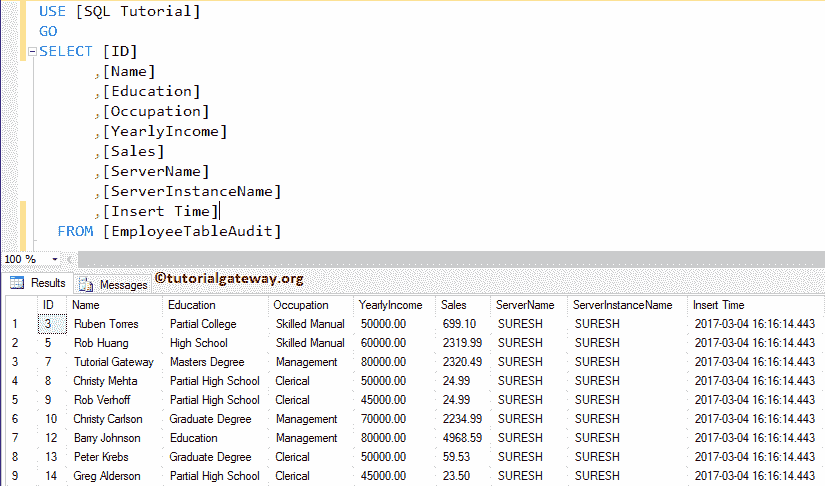 USE [SQL Tutorial]
GO
SELECT [ID]
,[Name]
,[Education]
,[Occupation]
,[YearlyIncome]
,[Sales]
,[ServerName]
,[ServerInstanceName]
,[Insert Time]
FROM [EmployeeTableAudit]
100 %
Results Messages ©tutorialgateway.org
ID Name Education Occupation YearlyIncome Sales ServerName ServerInstanceName Insert Time
1 3 Ruben Torres Partial College Skilled Manual 50000.00 699.10 SURESH SURESH 2017-03-04 16:16:14.443
2 5 Rob Huang High School Skilled Manual 60000.00 2319.99 SURESH SURESH 2017-03-04 16:16:14.443
3 7 Tutorial Gateway Masters Degree Management 80000.00 2320.49 SURESH SURESH 2017-03-04 16:16:14.443
4 8 Christy Mehta Partial High School Clerical 50000.00 24.99 SURESH SURESH 2017-03-04 16:16:14.443
5 9 Rob Verhoff Partial High School Clerical 45000.00 24.99 SURESH SURESH 2017-03-04 16:16:14.443
6 10 Christy Carlson Graduate Degree Management 70000.00 2234.99 SURESH SURESH 2017-03-04 16:16:14.443
7 12 Barry Johnson Education Management 80000.00 4968.59 SURESH SURESH 2017-03-04 16:16:14.443
8 13 Peter Krebs Graduate Degree Clerical 50000.00 59.53 SURESH SURESH 2017-03-04 16:16:14.443
9 14 Greg Alderson Partial High School Clerical 45000.00 23.50 SURESH SURESH 2017-03-04 16:16:14.443